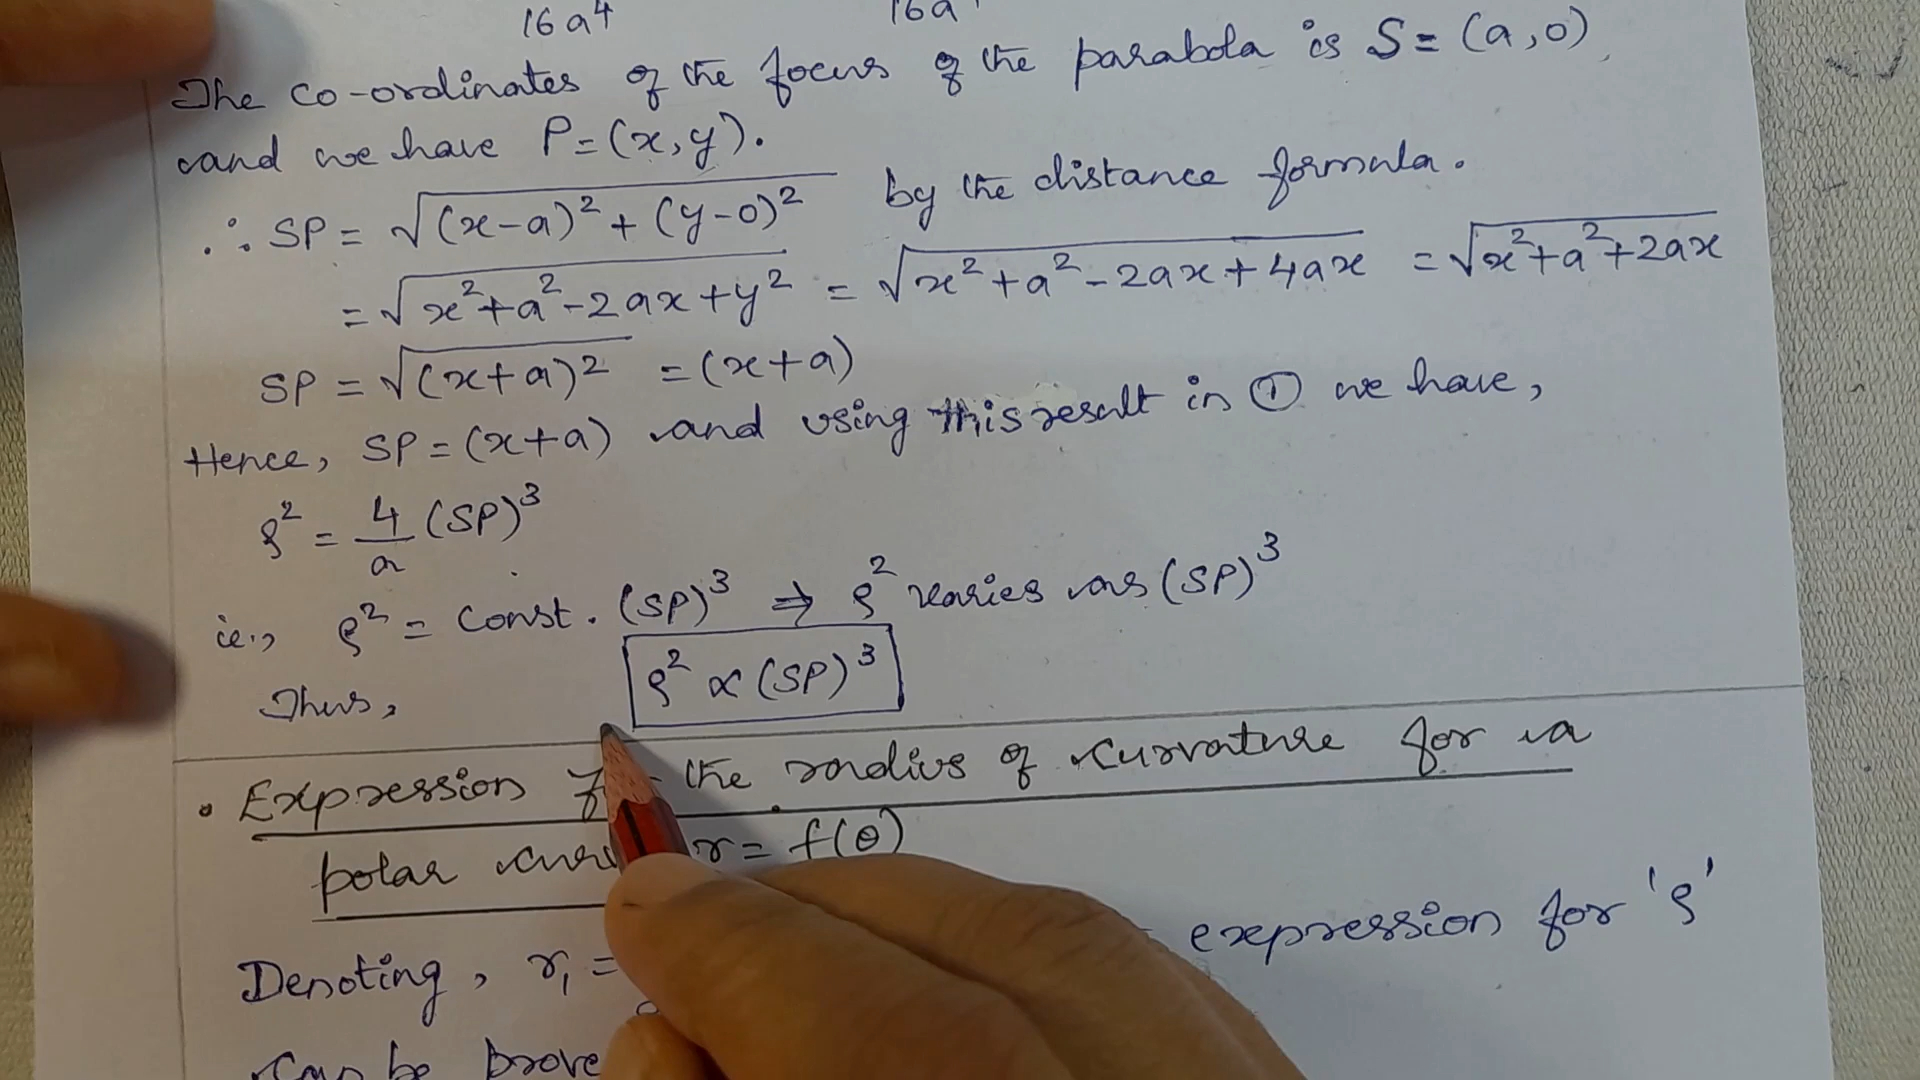 16a⁴ 16a
The co-ordinates of the focus of the parabola is S = (a,0),
and we have P=(x,y).
∴ SP = √((x-a)² + (y-0)²) by the distance formula.
= √(x²+a²-2ax+y²) = √(x²+a²-2ax+4ax) = √(x²+a²+2ax)
SP = √((x+a)²) = (x+a)
Hence, SP = (x+a) and using this result in ① we have,
ρ² = 4/a (SP)³
ie., ρ² = Const. (SP)³ ⇒ ρ² varies as (SP)³
Thus, ρ² ∝ (SP)³
• Expression the radius of curvature for a
polar r = f(θ)
Denoting, r₁ = expression for 'ρ'
Can be prove